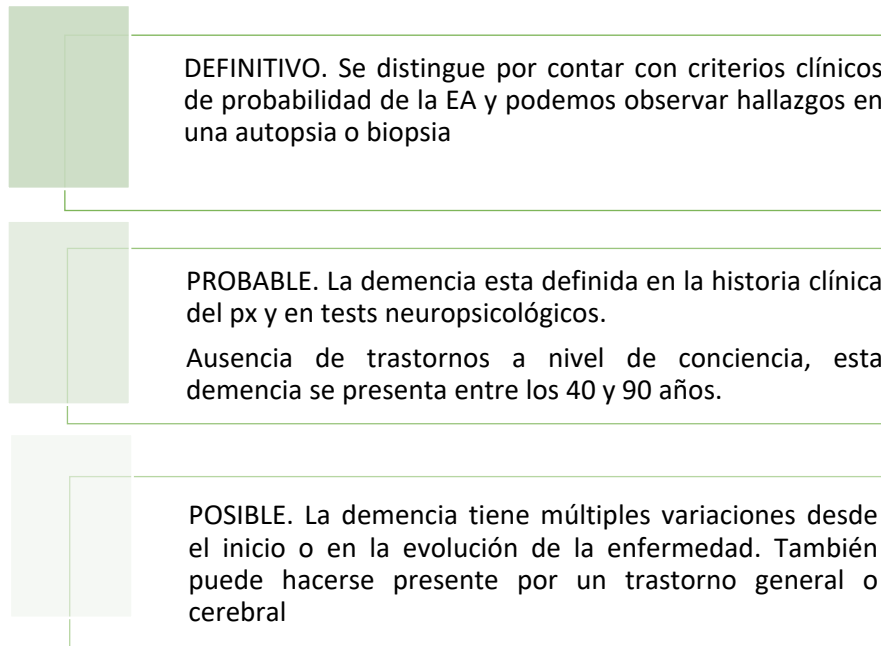 DEFINITIVO. Se distingue por contar con criterios clínicos
de probabilidad de la EA y podemos observar hallazgos en
una autopsia o biopsia
PROBABLE. La demencia esta definida en la historia clínica
del px y en tests neuropsicológicos.
Ausencia de trastornos a nivel de conciencia, esta
demencia se presenta entre los 40 y 90 años.
POSIBLE. La demencia tiene múltiples variaciones desde
el inicio o en la evolución de la enfermedad. También
puede hacerse presente por un trastorno general o
cerebral